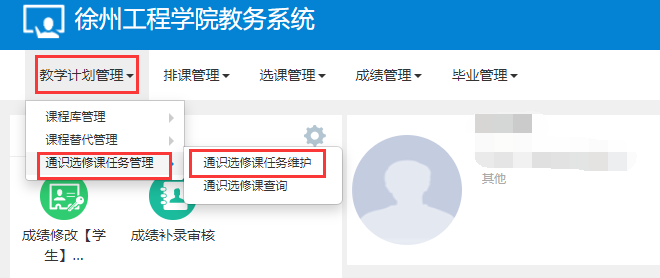 徐州工程学院教务系统
教学计划管理 排课管理 选课管理 成绩管理 毕业管理
课程库管理
课程替代管理
通识选修课任务管理
通识选修课任务维护
通识选修课查询
其他
成绩修改【学生】...
成绩补录审核